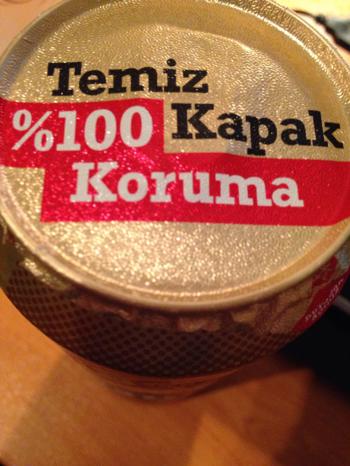 Temiz
%100 Kapak
Koruma